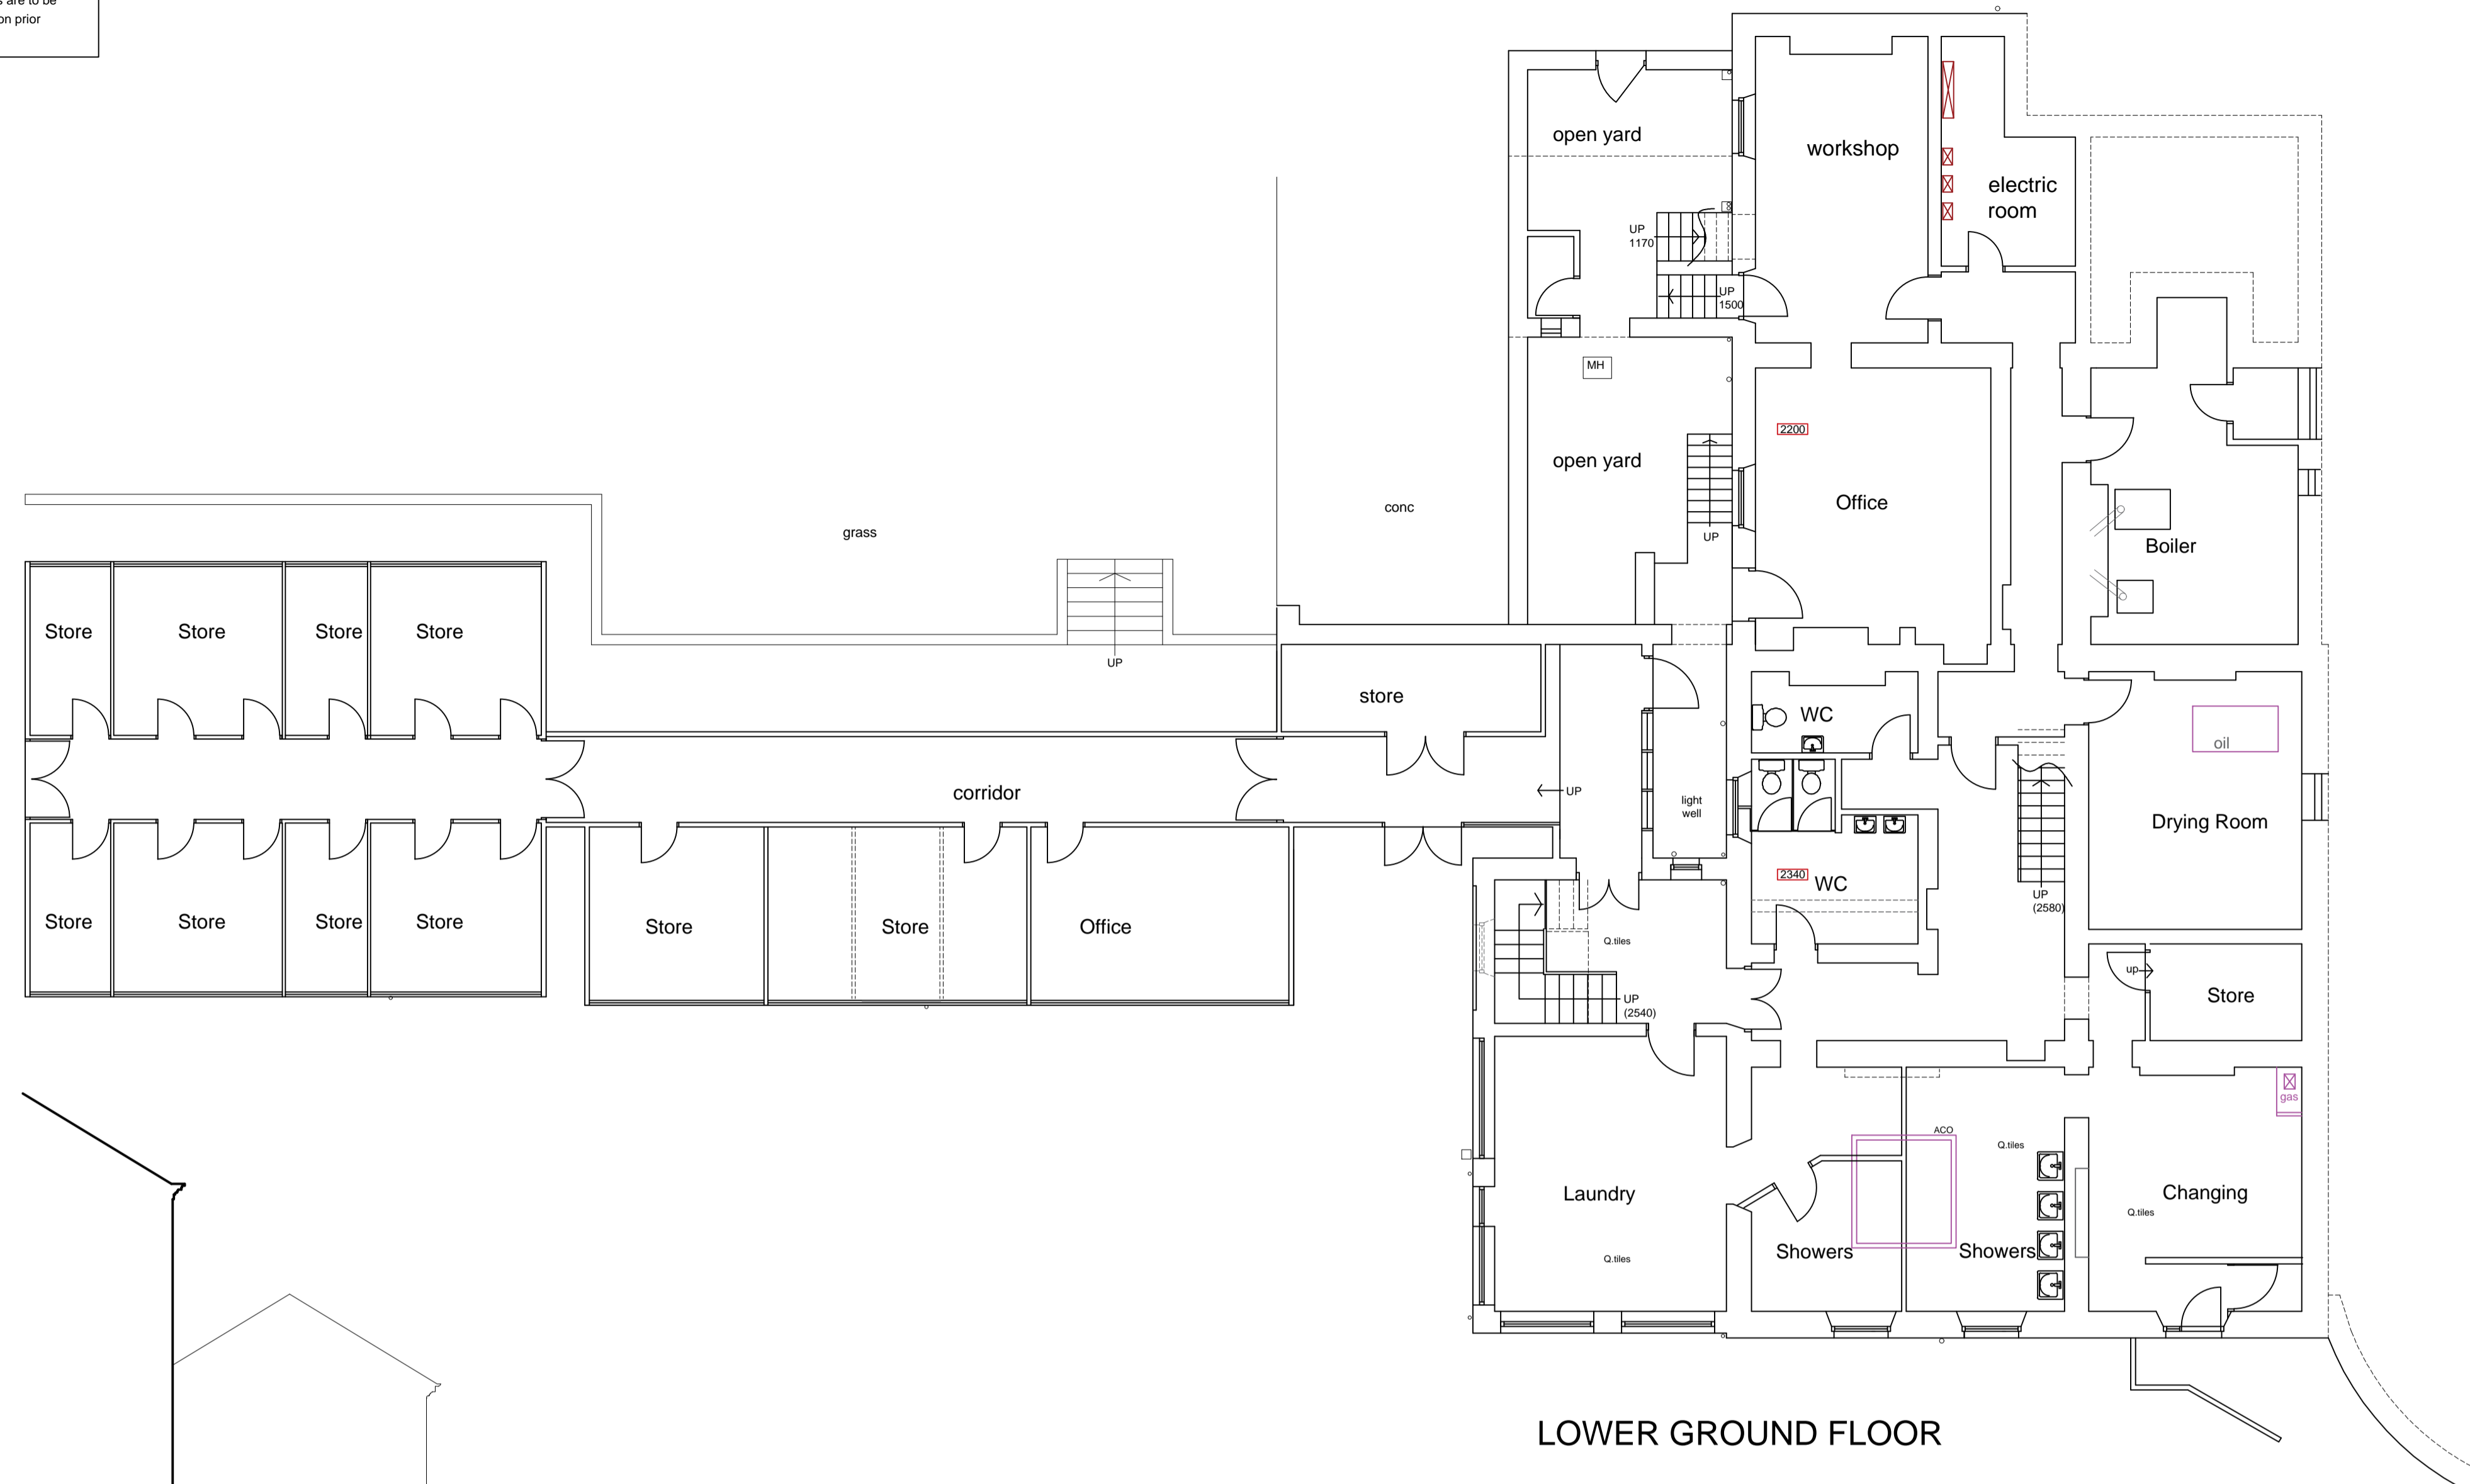 s are to be
on prior
open yard
workshop
electric
room
UP
1170
UP
1500
MH
2200
open yard
Office
conc
grass
UP
Boiler
Store
Store
Store
Store
UP
store
WC
oil
corridor
UP
light
well
Drying Room
2340
WC
UP
(2580)
Store
Store
Store
Store
Store
Store
Office
Q.tiles
up
Store
UP
(2540)
gas
ACO
Q.tiles
Laundry
Changing
Q.tiles
Showers
Showers
Q.tiles
LOWER GROUND FLOOR